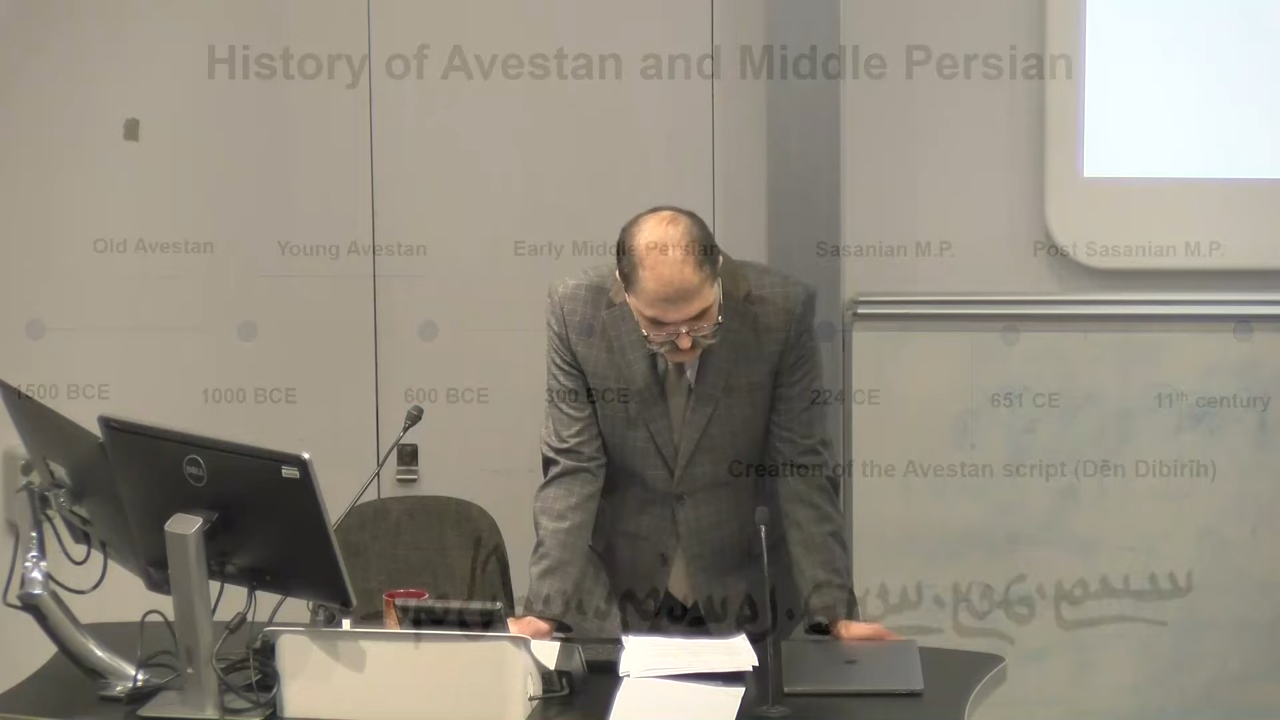 History of Avestan and Middle Persian
Old Avestan Young Avestan Early Middle Persian Sasanian M.P. Post Sasanian M.P.
1500 BCE 1000 BCE 600 BCE 300 BCE 224 CE 651 CE 11th century
Creation of the Avestan script (Dēn Dibirīh)
DELL